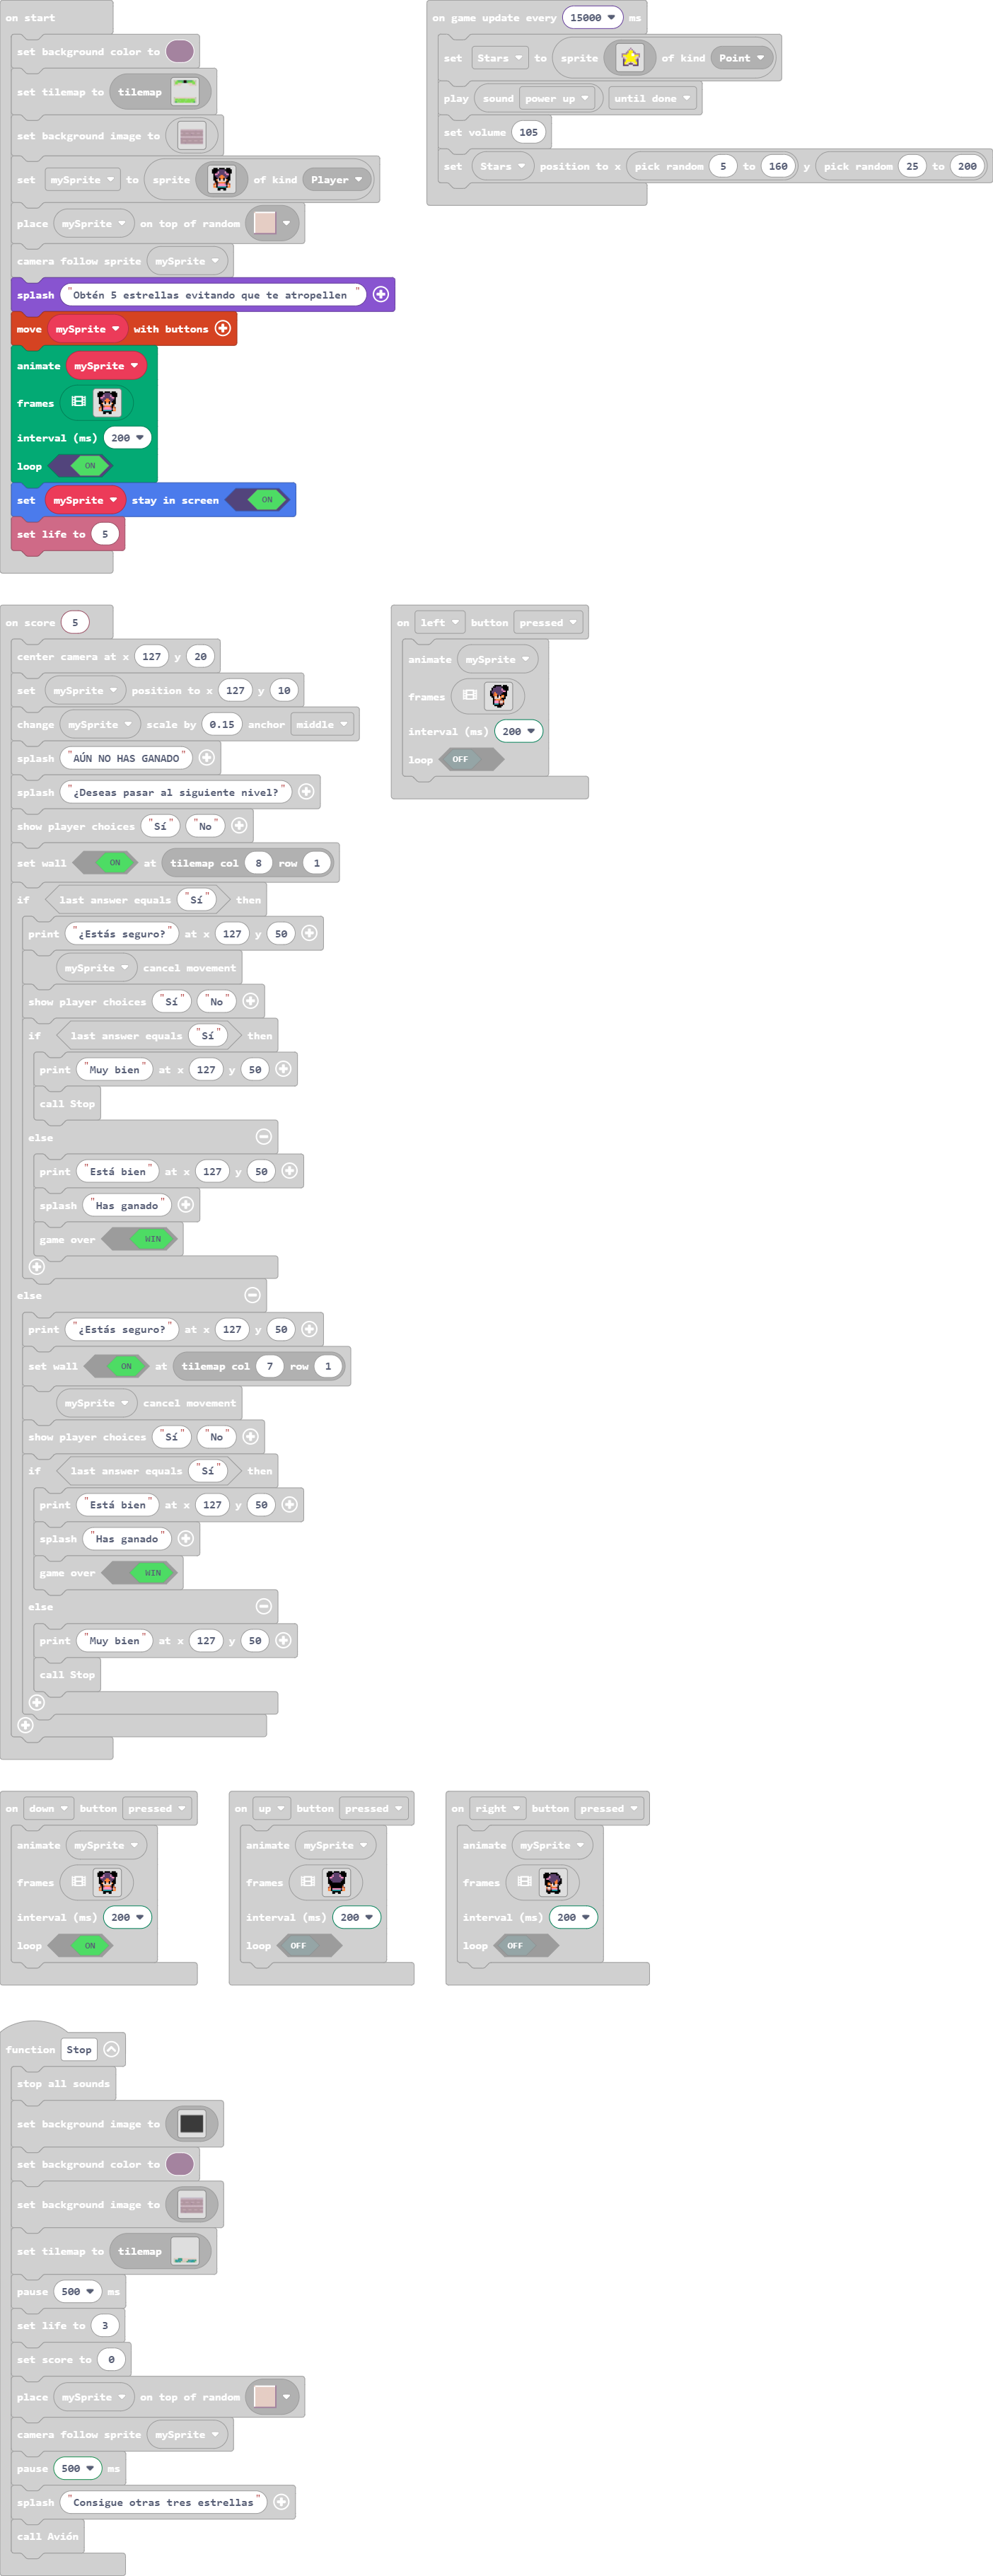 on start
set background color to
set tilemap to tilemap
set background image to
set mySprite to sprite of kind Player
place mySprite on top of random
camera follow sprite mySprite
splash "Obtén 5 estrellas evitando que te atropellen "
move mySprite with buttons
animate mySprite
frames
interval (ms) 200
loop ON
set mySprite stay in screen ON
set life to 5
on game update every 15000 ms
set Stars to sprite of kind Point
play sound power up until done
set volume 105
set Stars position to x pick random 5 to 160 y pick random 25 to 200
on score 5
center camera at x 127 y 20
set mySprite position to x 127 y 10
change mySprite scale by 0.15 anchor middle
splash "AÚN NO HAS GANADO"
splash "¿Deseas pasar al siguiente nivel?"
show player choices "Sí" "No"
set wall ON at tilemap col 8 row 1
if last answer equals "Sí" then
print "¿Estás seguro?" at x 127 y 50
mySprite cancel movement
show player choices "Sí" "No"
if last answer equals "Sí" then
print "Muy bien" at x 127 y 50
call Stop
else
print "Está bien" at x 127 y 50
splash "Has ganado"
game over WIN
else
print "¿Estás seguro?" at x 127 y 50
set wall ON at tilemap col 7 row 1
mySprite cancel movement
show player choices "Sí" "No"
if last answer equals "Sí" then
print "Está bien" at x 127 y 50
splash "Has ganado"
game over WIN
else
print "Muy bien" at x 127 y 50
call Stop
on left button pressed
animate mySprite
frames
interval (ms) 200
loop OFF
on down button pressed
animate mySprite
frames
interval (ms) 200
loop ON
on up button pressed
animate mySprite
frames
interval (ms) 200
loop OFF
on right button pressed
animate mySprite
frames
interval (ms) 200
loop OFF
function Stop
stop all sounds
set background image to
set background color to
set background image to
set tilemap to tilemap
pause 500 ms
set life to 3
set score to 0
place mySprite on top of random
camera follow sprite mySprite
pause 500 ms
splash "Consigue otras tres estrellas"
call Avión